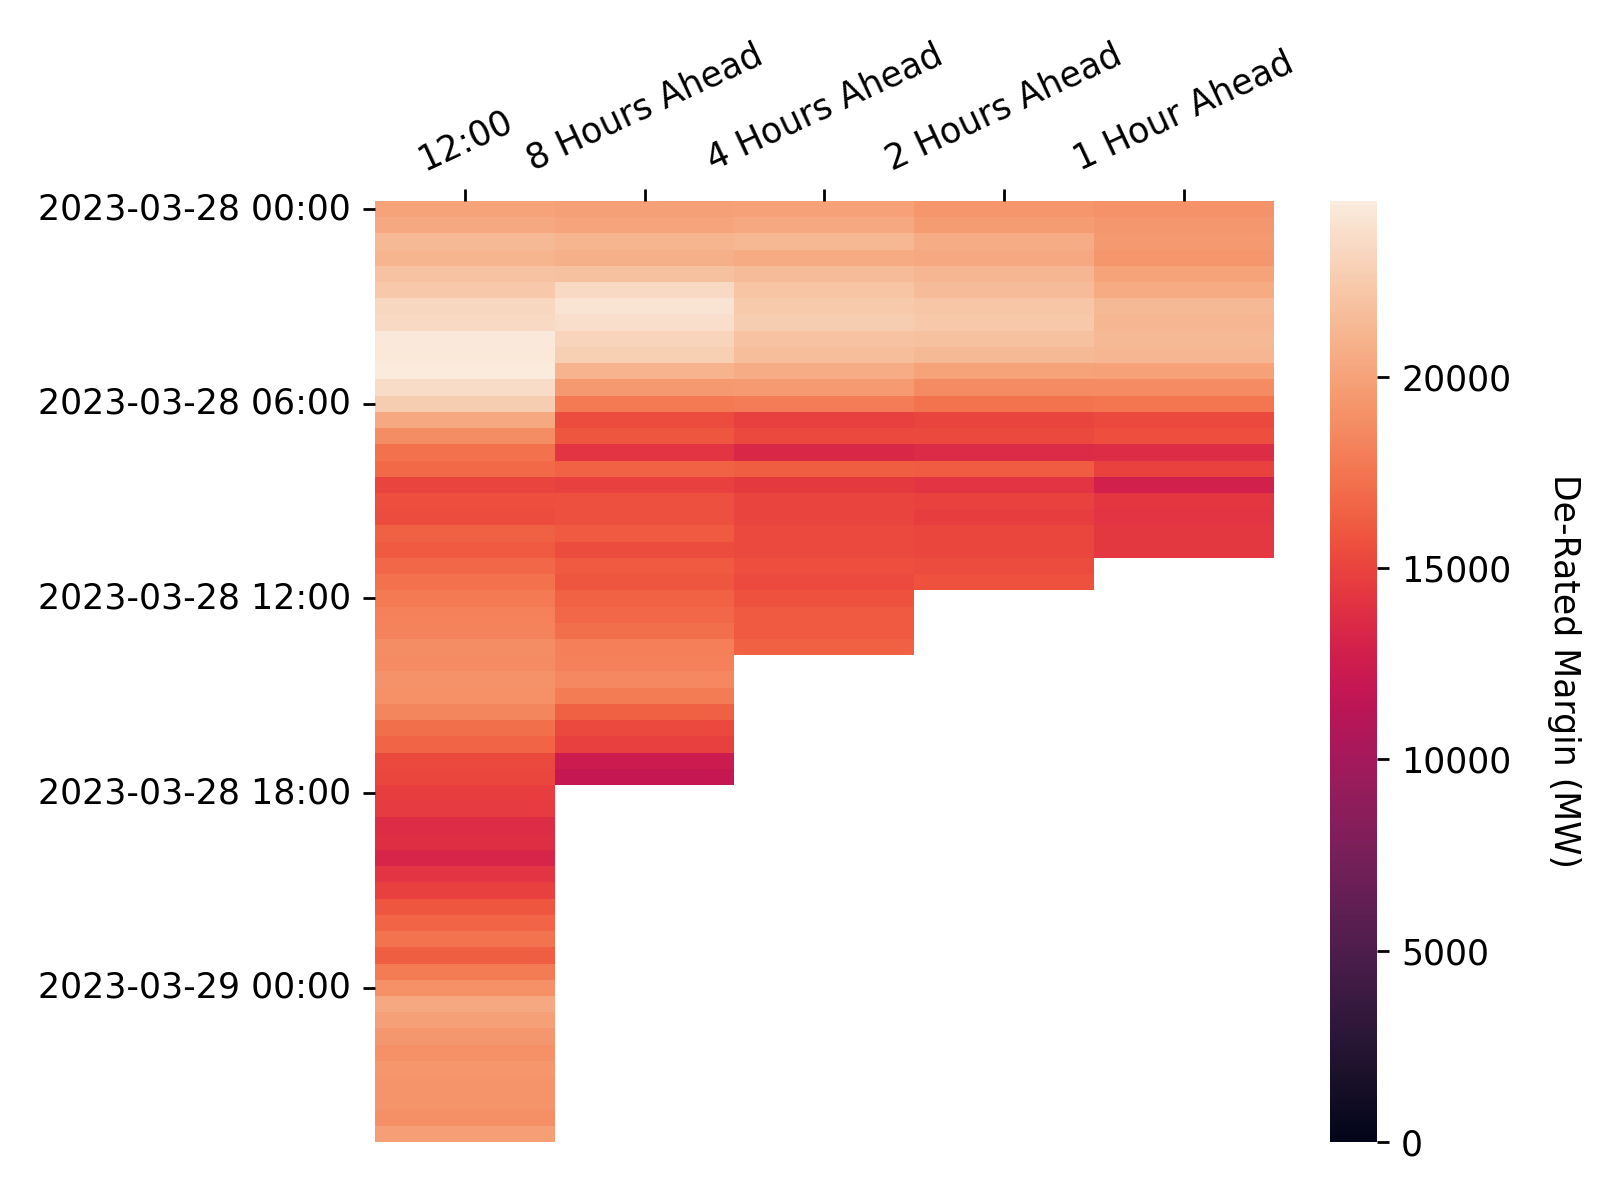 12:00
8 Hours Ahead
4 Hours Ahead
2 Hours Ahead
1 Hour Ahead
2023-03-28 00:00
2023-03-28 06:00
2023-03-28 12:00
2023-03-28 18:00
2023-03-29 00:00
20000
15000
10000
5000
0
De-Rated Margin (MW)